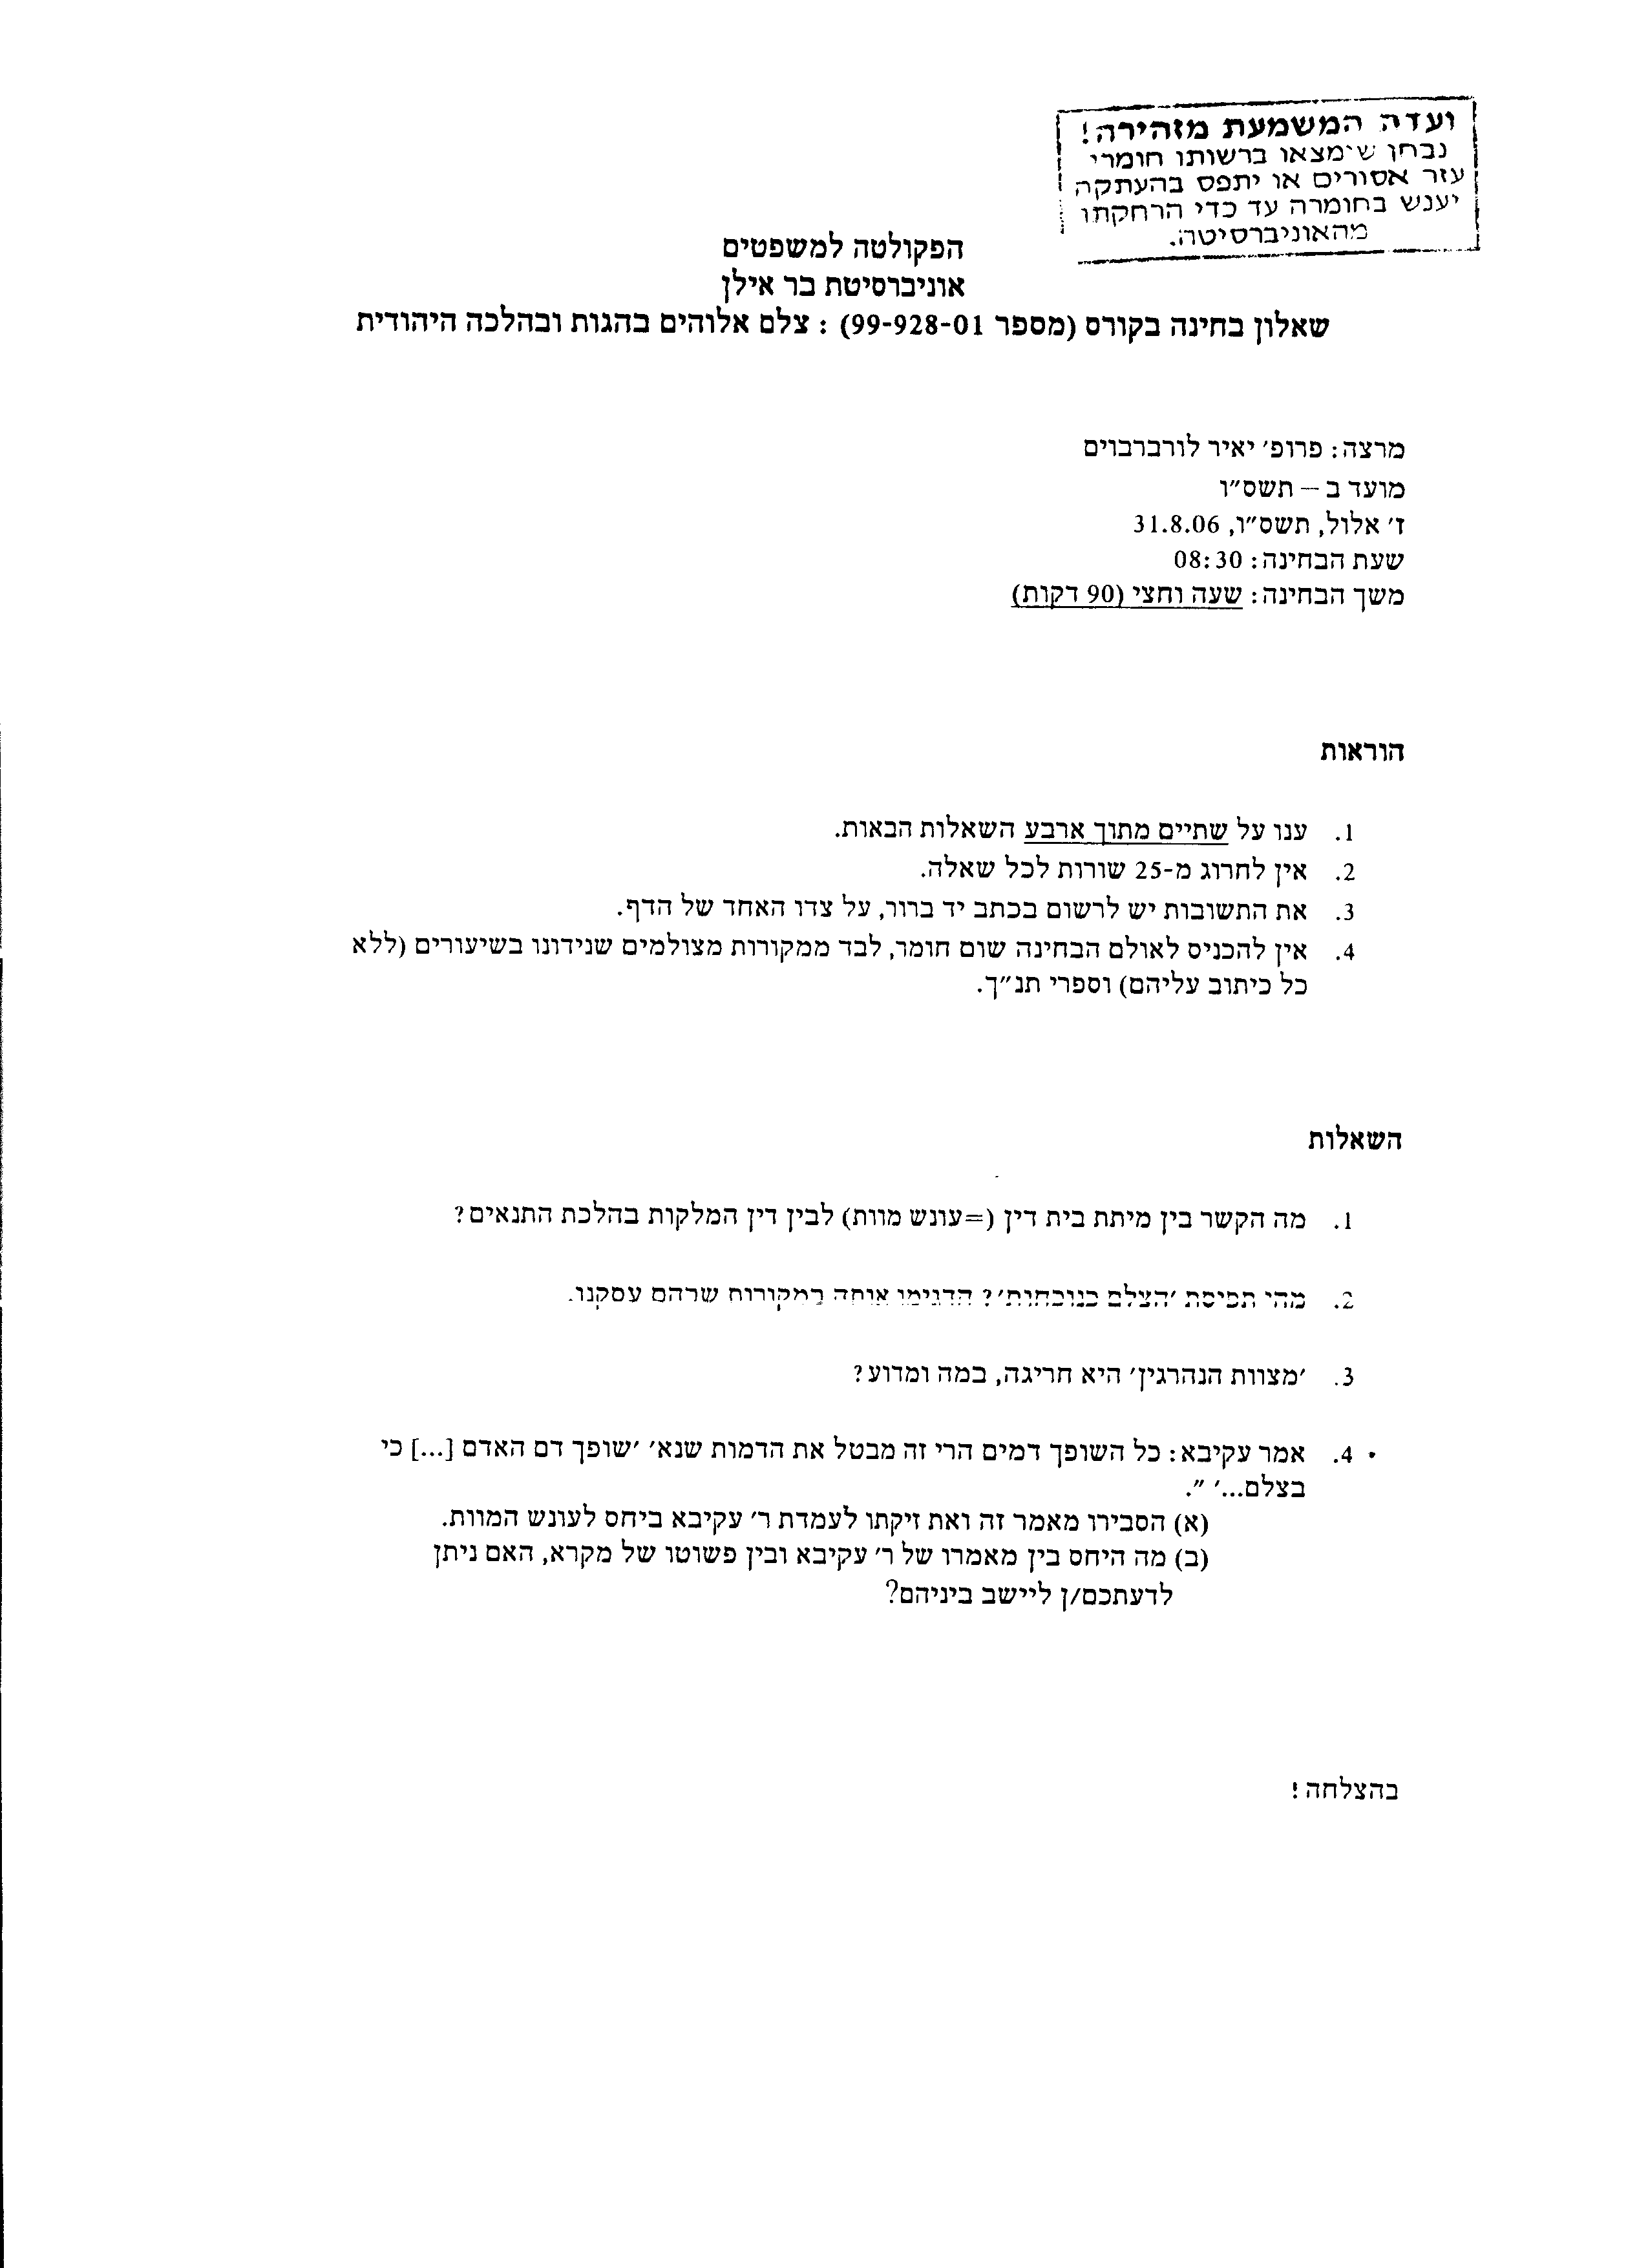 ועדה המשמעת מזהירה!
נבחן שימצאו ברשותו חומרי
עזר אסורים או יתפס בהעתקה
יענש בחומרה עד כדי הרחקתו
מהאוניברסיטה.
הפקולטה למשפטים
אוניברסיטת בר אילן
שאלון בחינה בקורס (מספר 99-928-01) : צלם אלוהים בהגות ובהלכה היהודית
מרצה: פרופ׳ יאיר לורברבוים
מועד ב – תשס״ו
ז׳ אלול, תשס״ו, 31.8.06
שעת הבחינה: 08:30
משך הבחינה: שעה וחצי (90 דקות)
הוראות
1. ענו על שתיים מתוך ארבע השאלות הבאות.
2. אין לחרוג מ-25 שורות לכל שאלה.
3. את התשובות יש לרשום בכתב יד ברור, על צדו האחד של הדף.
4. אין להכניס לאולם הבחינה שום חומר, לבד ממקורות מצולמים שנידונו בשיעורים (ללא
כל כיתוב עליהם) וספרי תנ״ך.
השאלות
1. מה הקשר בין מיתת בית דין (=עונש מוות) לבין דין המלקות בהלכת התנאים?
2. מהי תפיסת ׳הצלם כנוכחות׳? הדגימו אותה במקורות שבהם עסקנו.
3. ׳מצוות הנהרגין׳ היא חריגה, במה ומדוע?
4. אמר עקיבא: כל השופך דמים הרי זה מבטל את הדמות שנא׳ ׳שופך דם האדם [...] כי
בצלם...׳ ״.
(א) הסבירו מאמר זה ואת זיקתו לעמדת ר׳ עקיבא ביחס לעונש המוות.
(ב) מה היחס בין מאמרו של ר׳ עקיבא ובין פשוטו של מקרא, האם ניתן
לדעתכם/ן ליישב ביניהם?
בהצלחה!